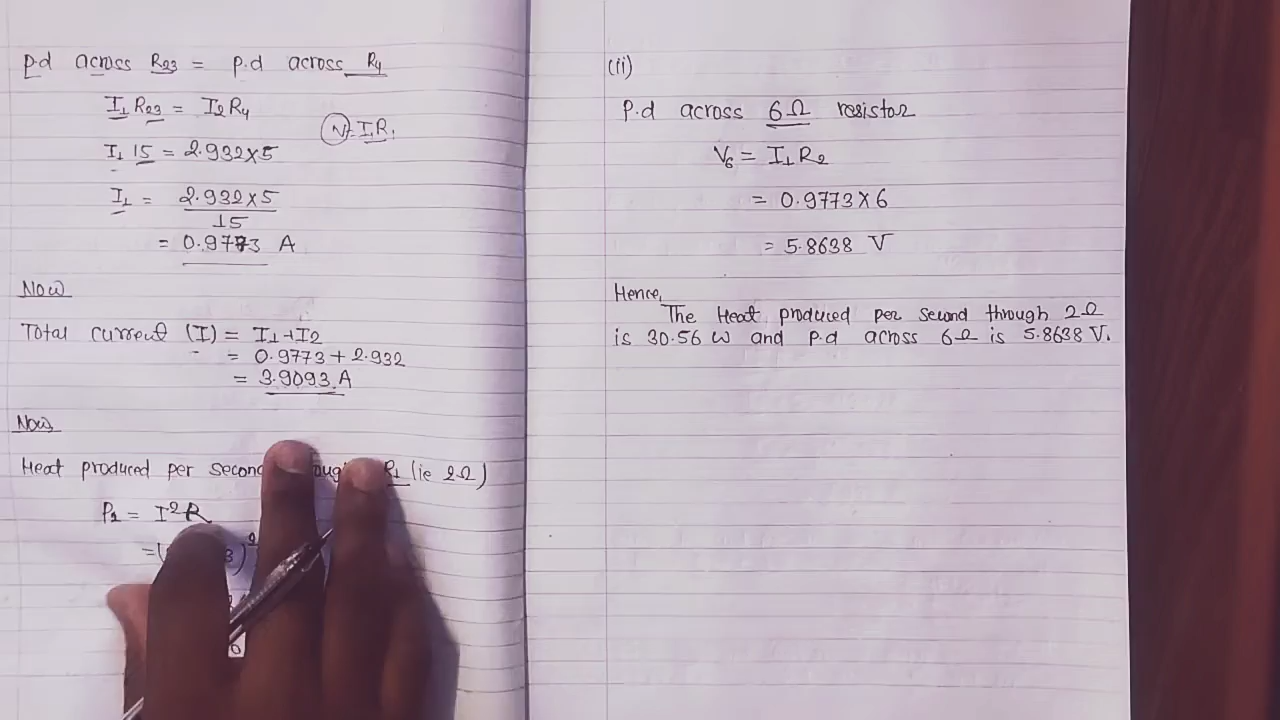 P.d across R23 = p.d across R4
I1 R23 = I2 R4
V = I1R1
I1 15 = 2.932×5
I1 = 2.932×5
15
= 0.9773 A
Now
Total current (I) = I1+I2
= 0.9773+2.932
= 3.9093 A
Now,
Heat produced per second R1 (ie 2Ω)
P1 = I²R
(ii)
P.d across 6Ω resistor
V6 = I1 R2
= 0.9773×6
= 5.8638 V
Hence,
The Heat produced per second through 2Ω
is 30.56 W and p.d across 6Ω is 5.8638 V.